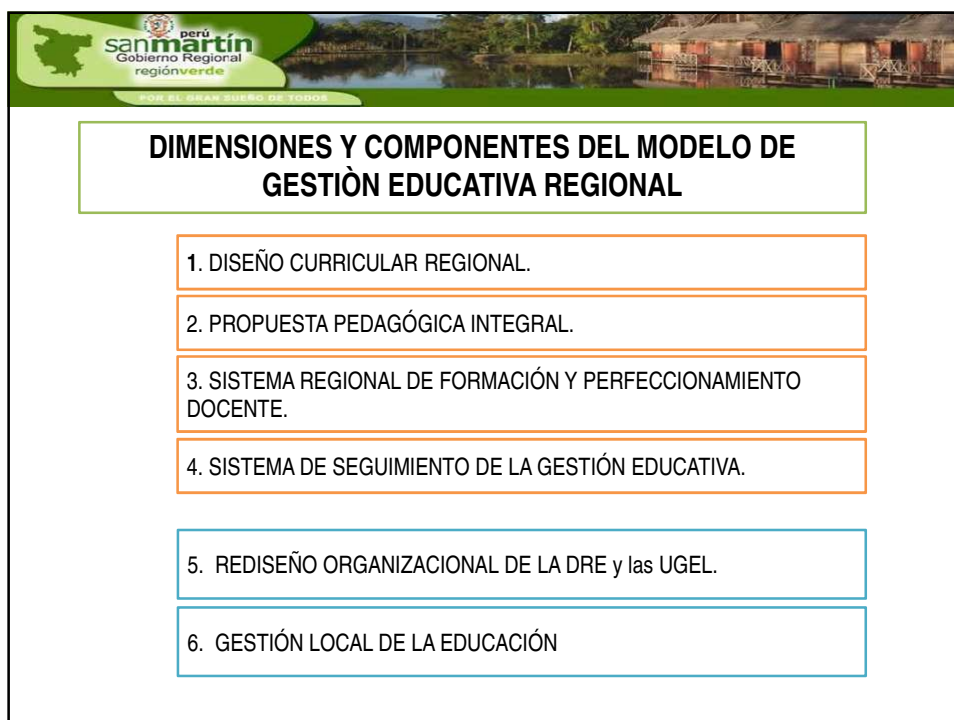 perú
sanmartín
Gobierno Regional
regiónverde
POR EL GRAN SUEÑO DE TODOS
DIMENSIONES Y COMPONENTES DEL MODELO DE
GESTIÒN EDUCATIVA REGIONAL
1. DISEÑO CURRICULAR REGIONAL.
2. PROPUESTA PEDAGÓGICA INTEGRAL.
3. SISTEMA REGIONAL DE FORMACIÓN Y PERFECCIONAMIENTO
DOCENTE.
4. SISTEMA DE SEGUIMIENTO DE LA GESTIÓN EDUCATIVA.
5. REDISEÑO ORGANIZACIONAL DE LA DRE y las UGEL.
6. GESTIÓN LOCAL DE LA EDUCACIÓN